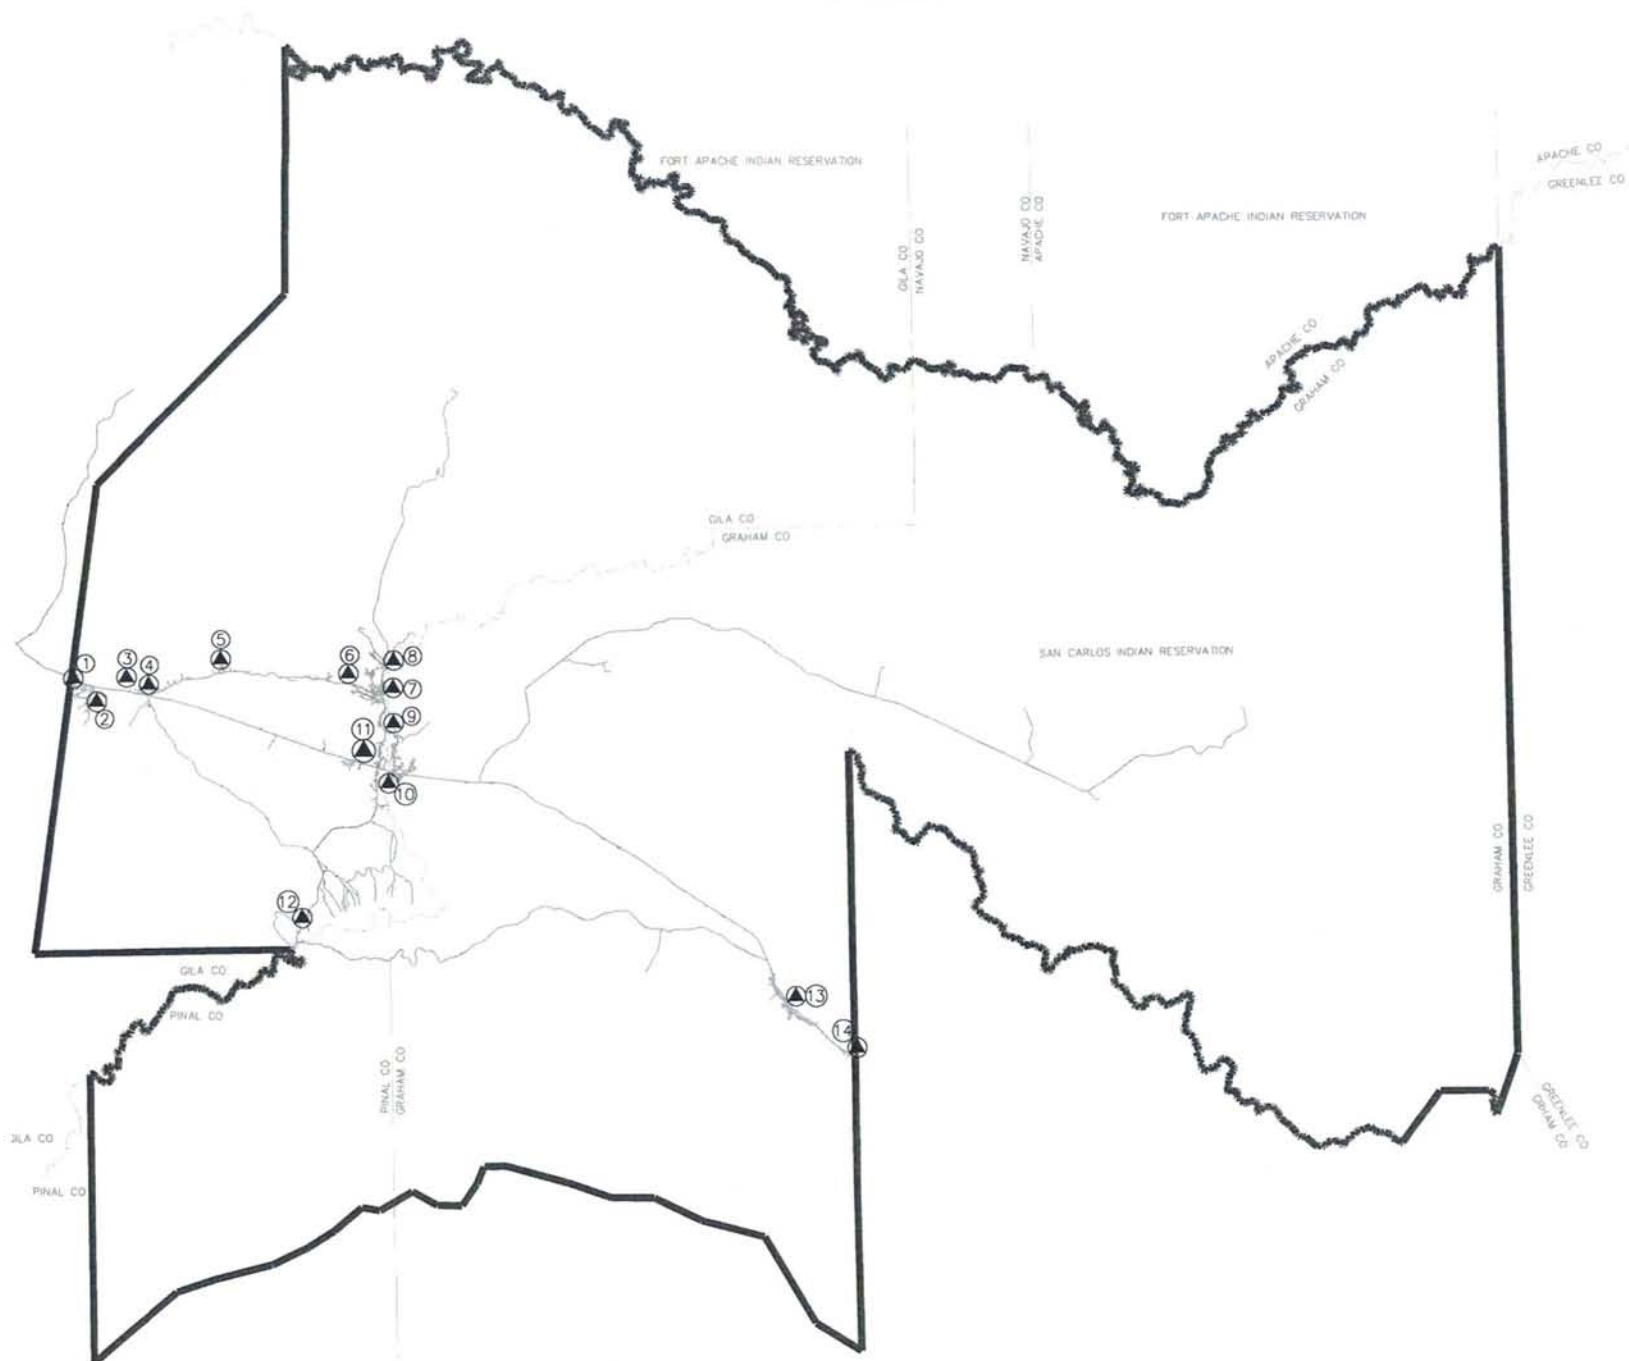 FORT APACHE INDIAN RESERVATION
APACHE CO
GREENLEE CO
FORT APACHE INDIAN RESERVATION
GILA CO
NAVAJO CO
NAVAJO CO
APACHE CO
APACHE CO
GRAHAM CO
GILA CO
GRAHAM CO
SAN CARLOS INDIAN RESERVATION
1
2
3
4
5
6
8
7
9
11
10
12
13
14
GRAHAM CO
GREENLEE CO
GILA CO
PINAL CO
PINAL CO
GRAHAM CO
GREENLEE CO
GRHAM CO
ILA CO
PINAL CO